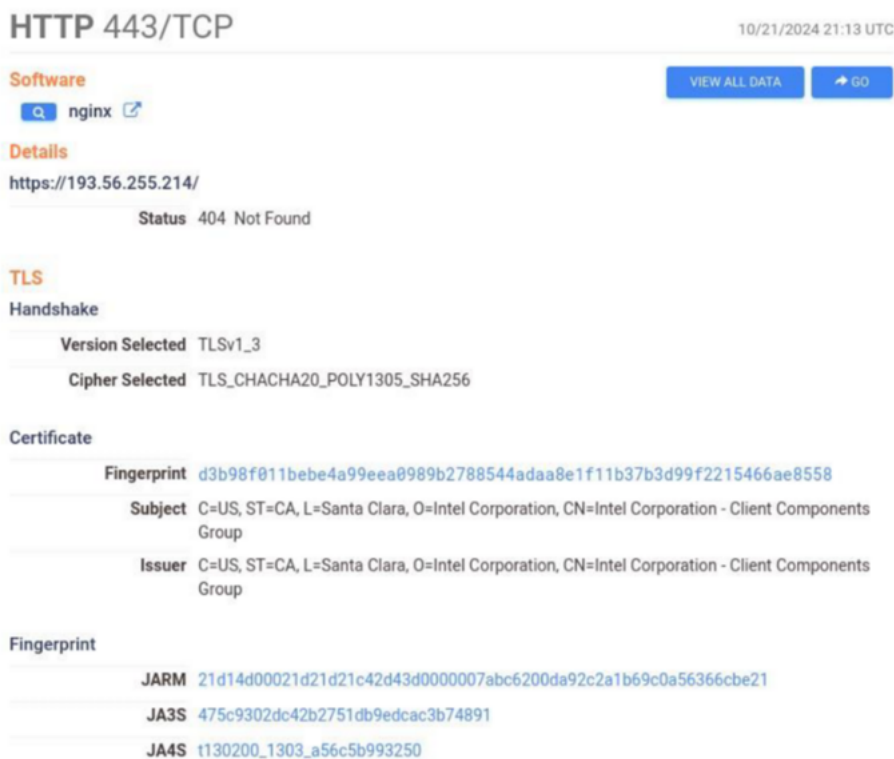 HTTP 443/TCP
10/21/2024 21:13 UTC
Software
VIEW ALL DATA
GO
nginx
Details
https://193.56.255.214/
Status 404 Not Found
TLS
Handshake
Version Selected TLSv1_3
Cipher Selected TLS_CHACHA20_POLY1305_SHA256
Certificate
Fingerprint d3b98f011bebe4a99eea0989b2788544adaa8e1f11b37b3d99f2215466ae8558
Subject C=US, ST=CA, L=Santa Clara, O=Intel Corporation, CN=Intel Corporation - Client Components
Group
Issuer C=US, ST=CA, L=Santa Clara, O=Intel Corporation, CN=Intel Corporation - Client Components
Group
Fingerprint
JARM 21d14d00021d21d21c42d43d0000007abc6200da92c2a1b69c0a56366cbe21
JA3S 475c9302dc42b2751db9edcac3b74891
JA4S t130200_1303_a56c5b993250